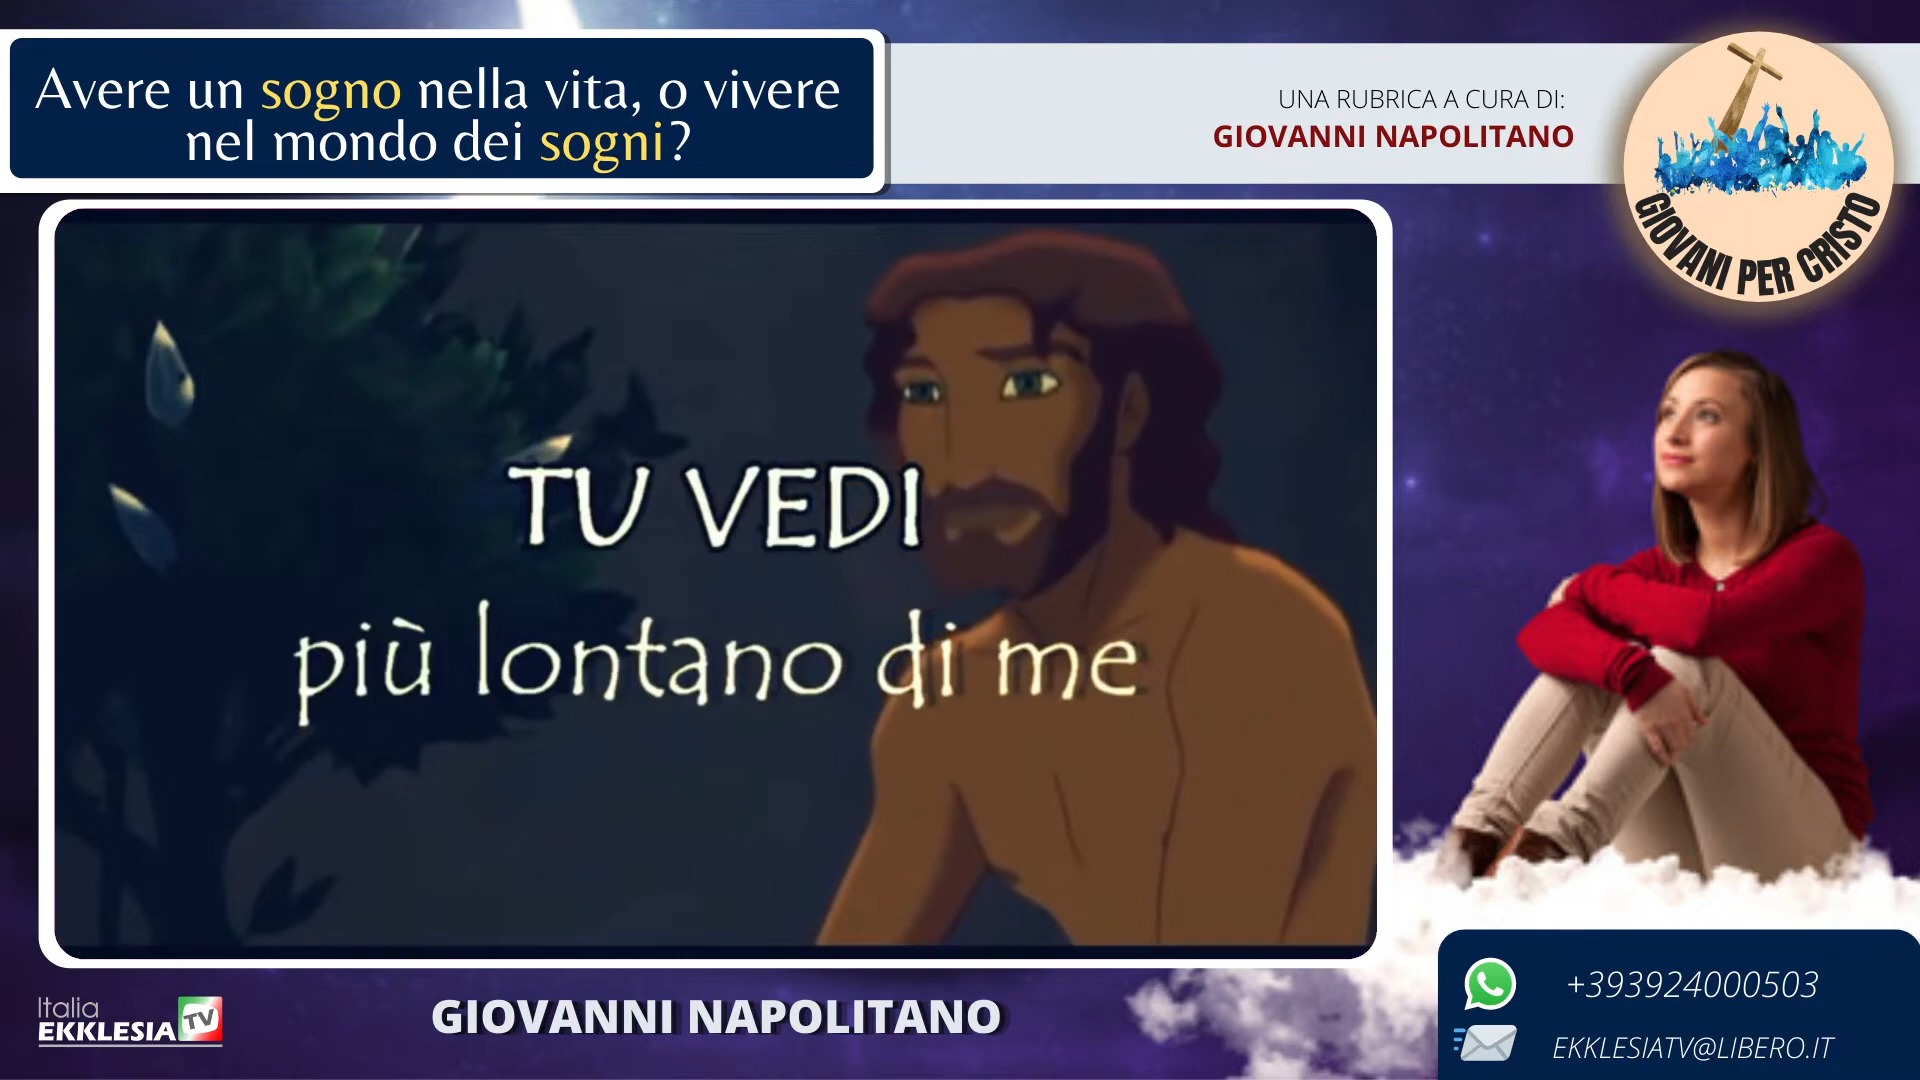 Avere un sogno nella vita, o vivere
nel mondo dei sogni?
UNA RUBRICA A CURA DI:
GIOVANNI NAPOLITANO
GIOVANI PER CRISTO
TU VEDI
più lontano di me
Italia
EKKLESIA TV
GIOVANNI NAPOLITANO
+393924000503
EKKLESIATV@LIBERO.IT